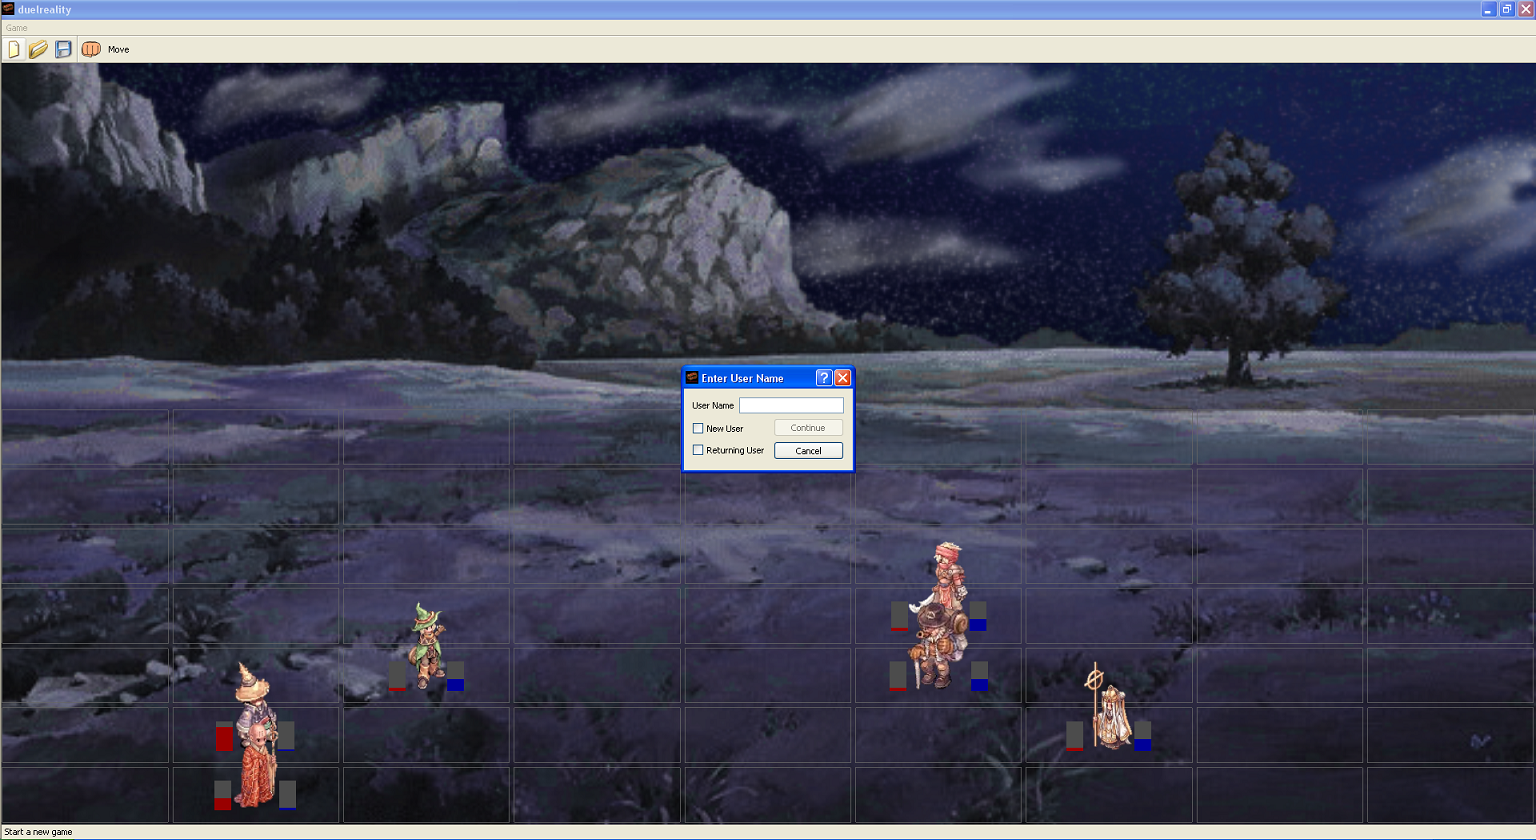 duelreality
Game
Move
Enter User Name
User Name
New User
Continue
Returning User
Cancel
Start a new game